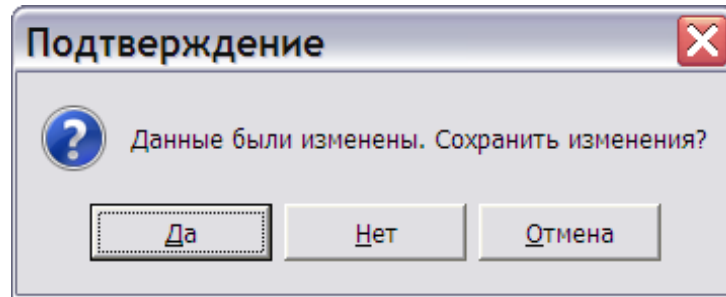 Подтверждение
Данные были изменены. Сохранить изменения?
Да Нет Отмена